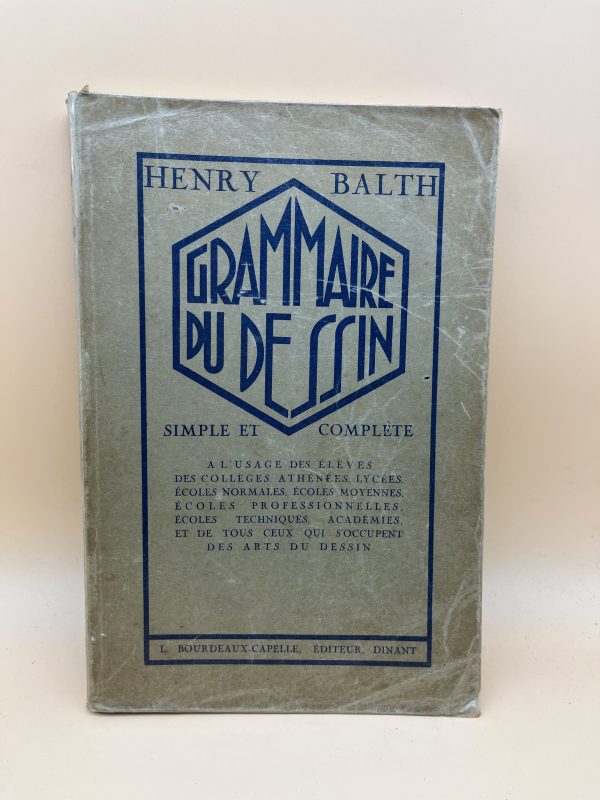 HENRY BALTH
GRAMMAIRE
DU DESSIN
SIMPLE ET COMPLÈTE
A L'USAGE DES ÉLÈVES
DES COLLÈGES, ATHÉNÉES, LYCÉES,
ÉCOLES NORMALES, ÉCOLES MOYENNES,
ÉCOLES PROFESSIONNELLES,
ÉCOLES TECHNIQUES, ACADÉMIES,
ET DE TOUS CEUX QUI S'OCCUPENT
DES ARTS DU DESSIN
L. BOURDEAUX-CAPELLE, ÉDITEUR, DINANT